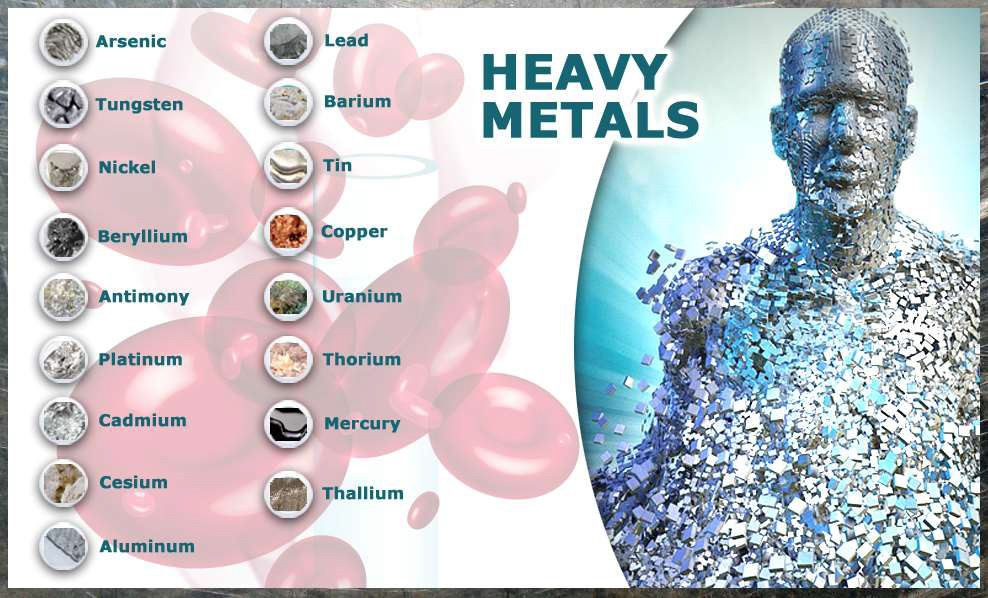 HEAVY
METALS
Arsenic
Tungsten
Nickel
Beryllium
Antimony
Platinum
Cadmium
Cesium
Aluminum
Lead
Barium
Tin
Copper
Uranium
Thorium
Mercury
Thallium